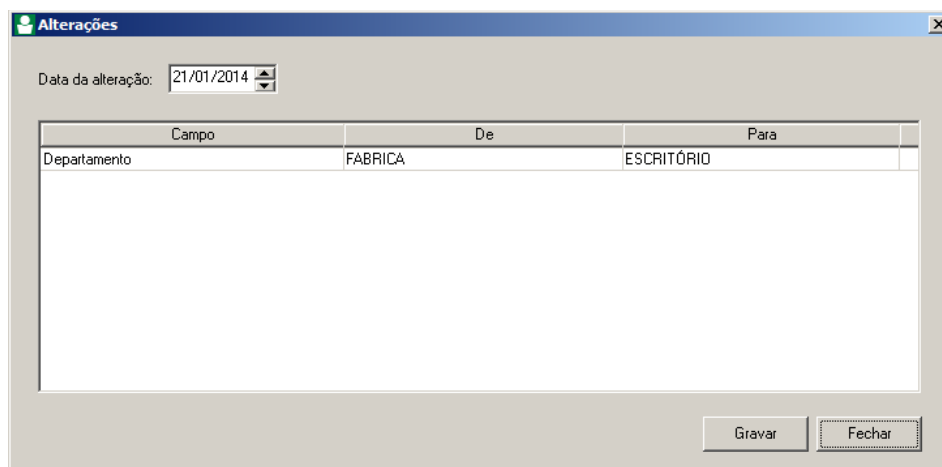 Alterações
Data da alteração: 21/01/2014
Campo De Para
Departamento FABRICA ESCRITÓRIO
Gravar Fechar